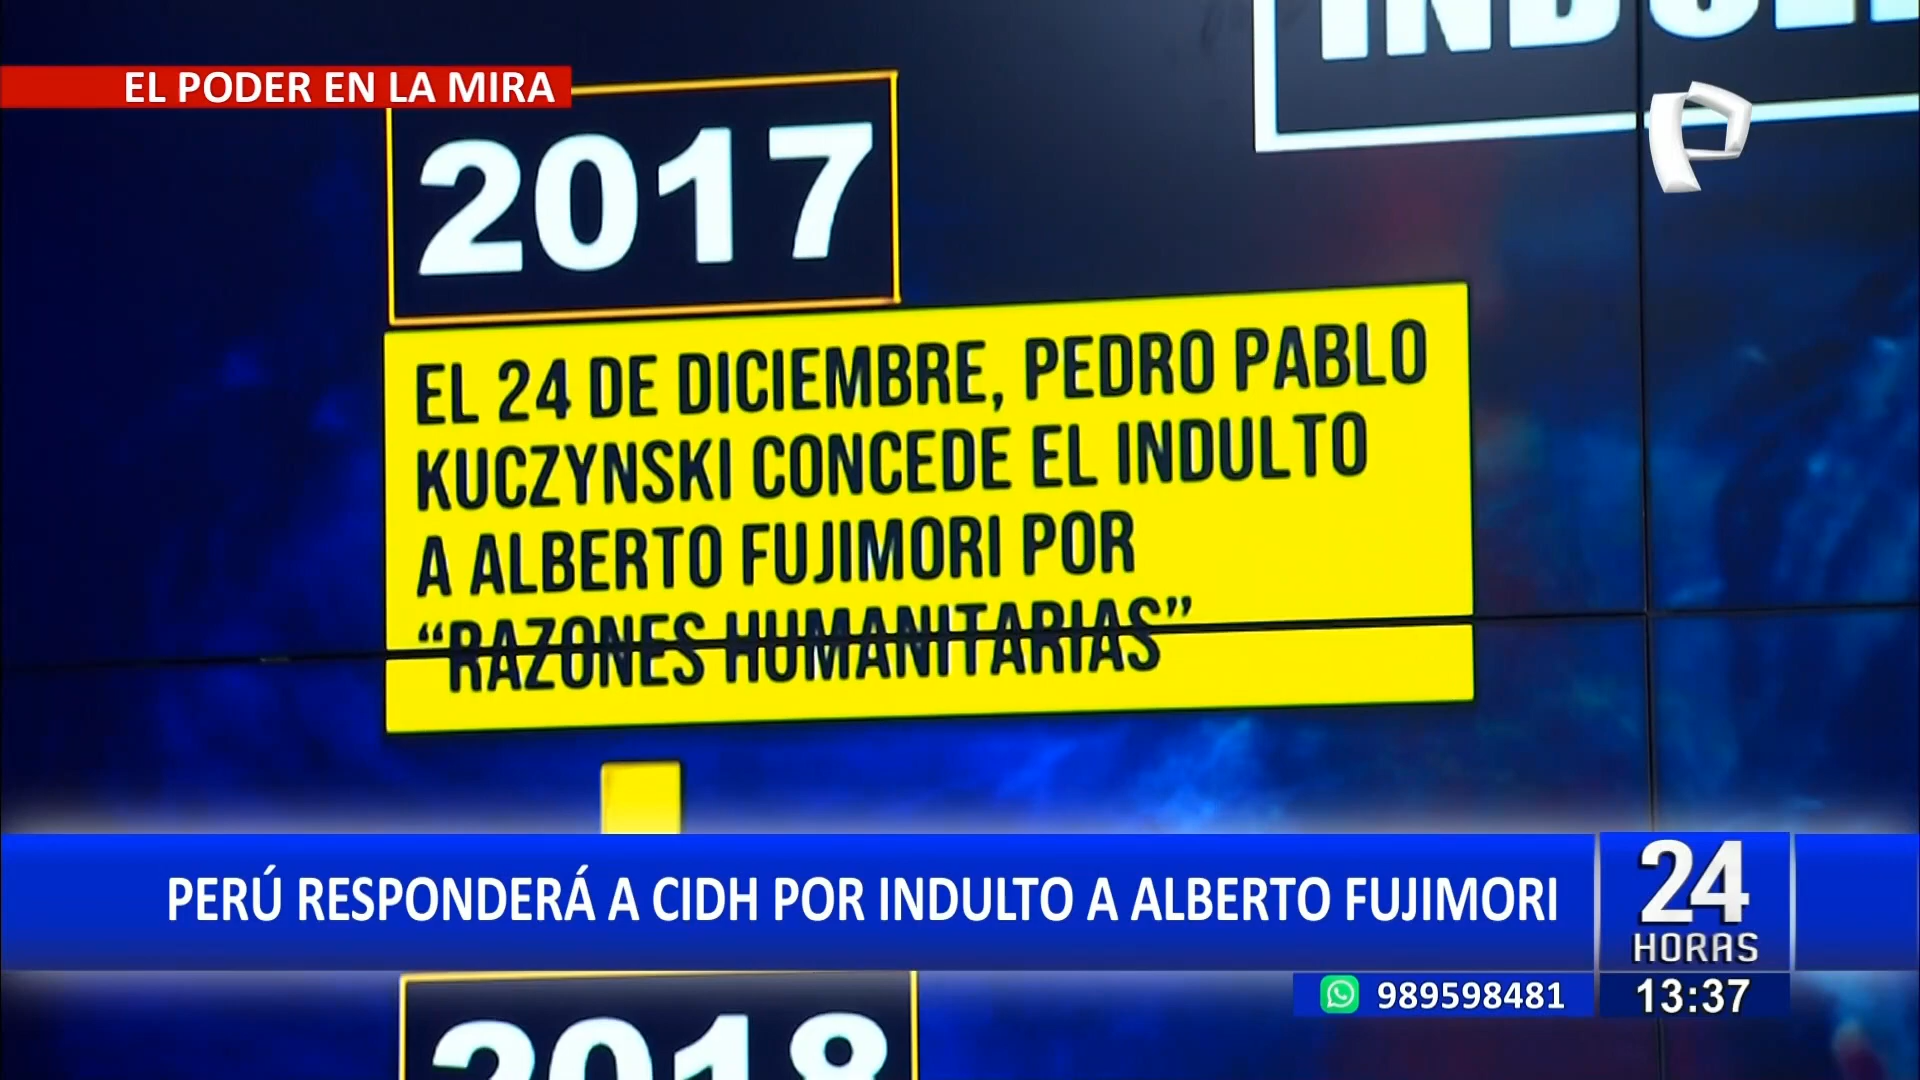 EL PODER EN LA MIRA
2017
EL 24 DE DICIEMBRE, PEDRO PABLO
KUCZYNSKI CONCEDE EL INDULTO
A ALBERTO FUJIMORI POR
“RAZONES HUMANITARIAS”
PERÚ RESPONDERÁ A CIDH POR INDULTO A ALBERTO FUJIMORI
24
HORAS
989598481
13:37
2018